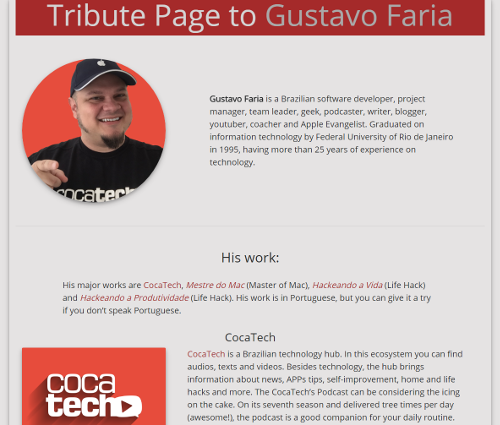 Tribute Page to Gustavo Faria
Gustavo Faria is a Brazilian software developer, project
manager, team leader, geek, podcaster, writer, blogger,
youtuber, coacher and Apple Evangelist. Graduated on
information technology by Federal University of Rio de Janeiro
in 1995, having more than 25 years of experience on
technology.
cocatech
His work:
His major works are CocaTech, Mestre do Mac (Master of Mac), Hackeando a Vida (Life Hack)
and Hackeando a Produtividade (Life Hack). His work is in Portuguese, but you can give it a try
if you don't speak Portuguese.
CocaTech
CocaTech is a Brazilian technology hub. In this ecosystem you can find
audios, texts and videos. Besides technology, the hub brings
information about news, APPs tips, self-improvement, home and life
hacks and more. The CocaTech's Podcast can be considering the icing
on the cake. On its seventh season and delivered tree times per day
(awesome!), the podcast is a good companion for your daily routine.
coca
tech